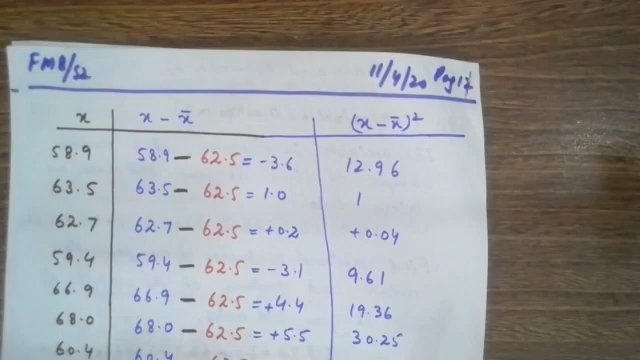 FMB/S2 11/4/20 Pag 17
x x - x̄ (x - x̄)²
58.9 58.9 - 62.5 = -3.6 12.96
63.5 63.5 - 62.5 = 1.0 1
62.7 62.7 - 62.5 = +0.2 +0.04
59.4 59.4 - 62.5 = -3.1 9.61
66.9 66.9 - 62.5 = +4.4 19.36
68.0 68.0 - 62.5 = +5.5 30.25
60.4 60.4